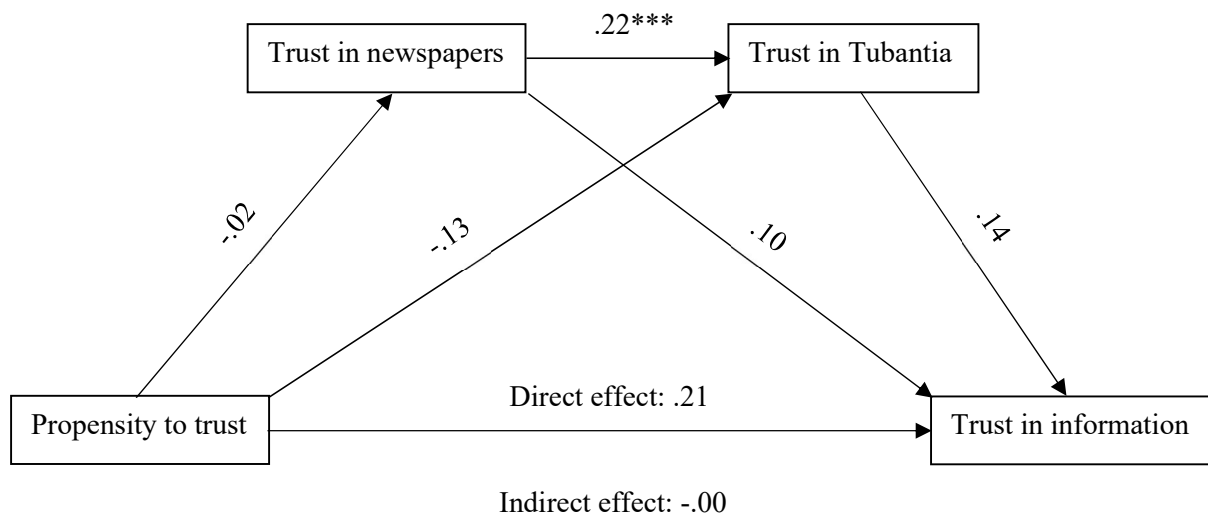 .22***
Trust in newspapers
Trust in Tubantia
-.02
-.13
.10
.14
Direct effect: .21
Propensity to trust
Trust in information
Indirect effect: -.00